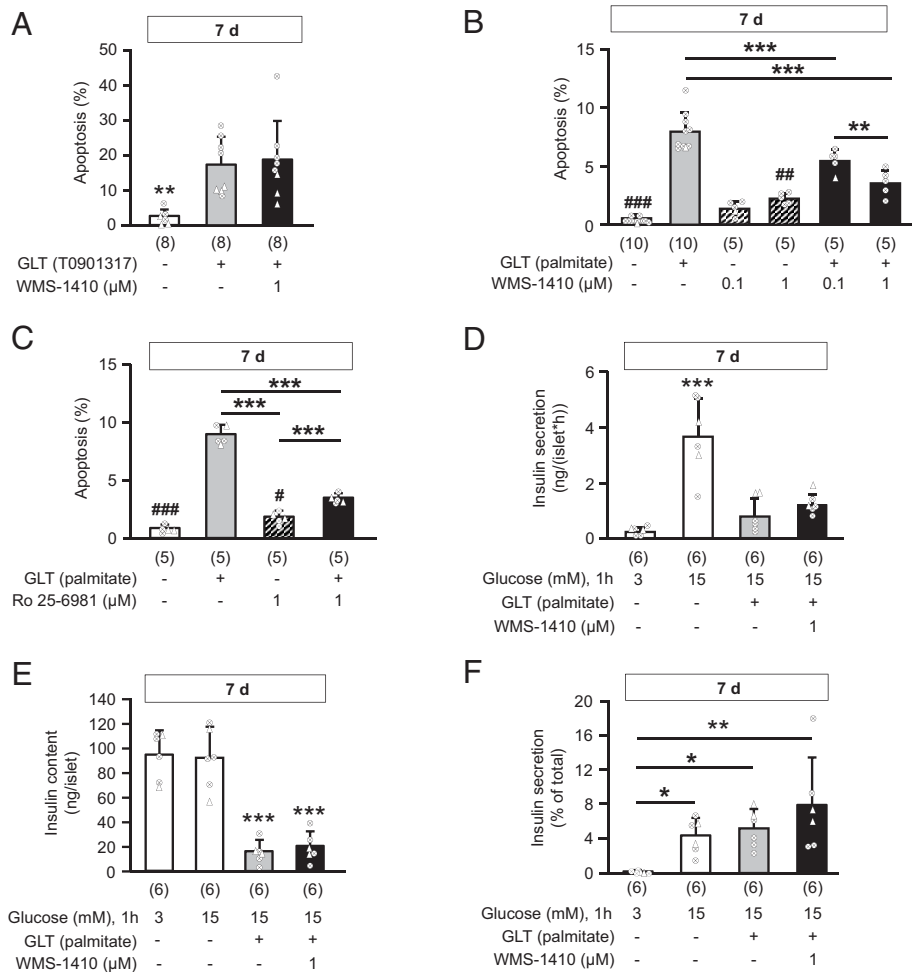 A
7 d
Apoptosis (%)
50
40
30
20
10
0
**
(8) (8) (8)
GLT (T0901317) - + +
WMS-1410 (µM) - - 1
B
7 d
Apoptosis (%)
15
10
5
0
***
***
**
###
##
(10) (10) (5) (5) (5) (5)
GLT (palmitate) - + - - + +
WMS-1410 (µM) - - 0.1 1 0.1 1
C
7 d
Apoptosis (%)
15
10
5
0
***
***
***
###
#
(5) (5) (5) (5)
GLT (palmitate) - + - +
Ro 25-6981 (µM) - - 1 1
D
7 d
Insulin secretion
(ng/(islet*h))
6
4
2
0
***
(6) (6) (6) (6)
Glucose (mM), 1h 3 15 15 15
GLT (palmitate) - - + +
WMS-1410 (µM) - - - 1
E
7 d
Insulin content
(ng/islet)
140
120
100
80
60
40
20
0
*** ***
(6) (6) (6) (6)
Glucose (mM), 1h 3 15 15 15
GLT (palmitate) - - + +
WMS-1410 (µM) - - - 1
F
7 d
Insulin secretion
(% of total)
20
16
12
8
4
0
**
*
*
(6) (6) (6) (6)
Glucose (mM), 1h 3 15 15 15
GLT (palmitate) - - + +
WMS-1410 (µM) - - - 1